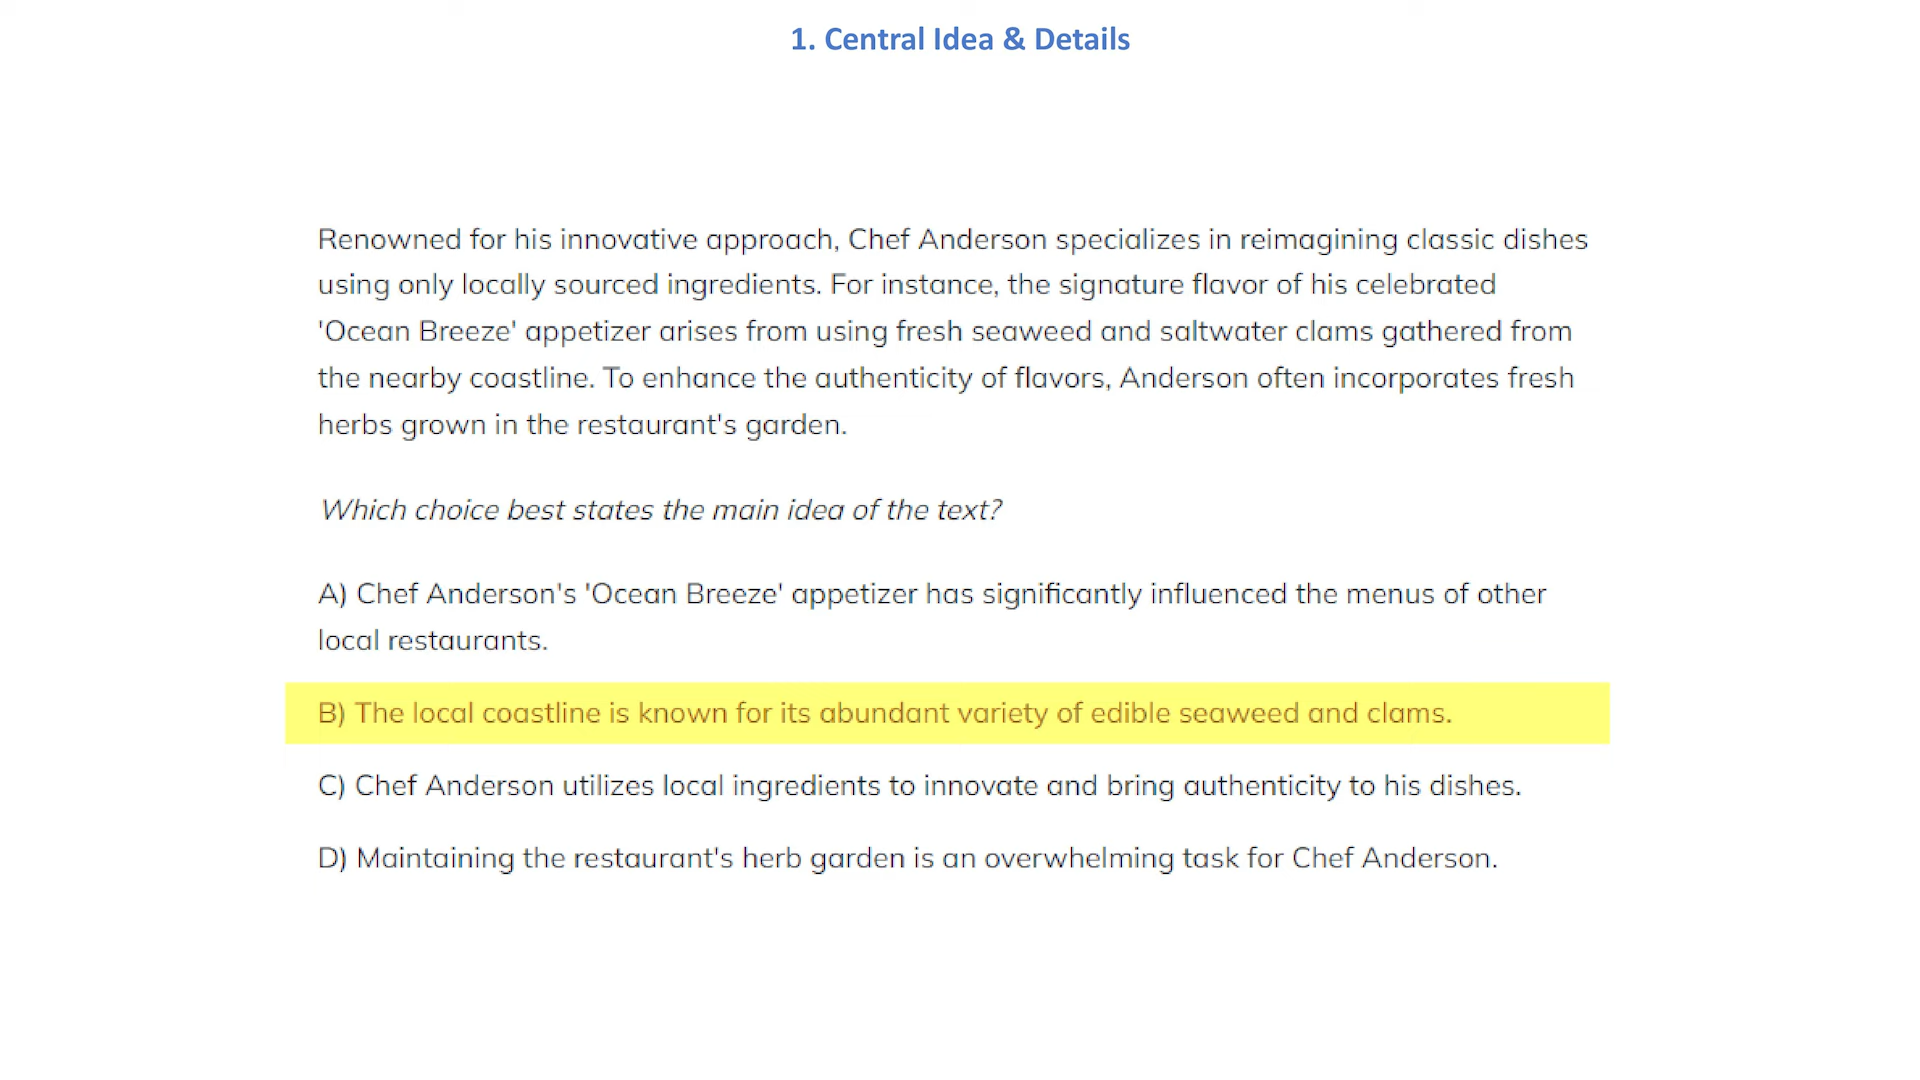 1. Central Idea & Details
Renowned for his innovative approach, Chef Anderson specializes in reimagining classic dishes
using only locally sourced ingredients. For instance, the signature flavor of his celebrated
'Ocean Breeze' appetizer arises from using fresh seaweed and saltwater clams gathered from
the nearby coastline. To enhance the authenticity of flavors, Anderson often incorporates fresh
herbs grown in the restaurant's garden.
Which choice best states the main idea of the text?
A) Chef Anderson's 'Ocean Breeze' appetizer has significantly influenced the menus of other
local restaurants.
B) The local coastline is known for its abundant variety of edible seaweed and clams.
C) Chef Anderson utilizes local ingredients to innovate and bring authenticity to his dishes.
D) Maintaining the restaurant's herb garden is an overwhelming task for Chef Anderson.